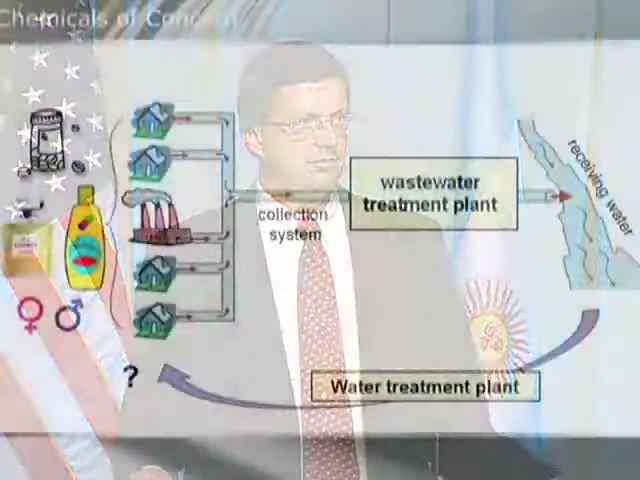 Chemicals of Concern
collection
system
wastewater
treatment plant
receiving water
?
Water treatment plant